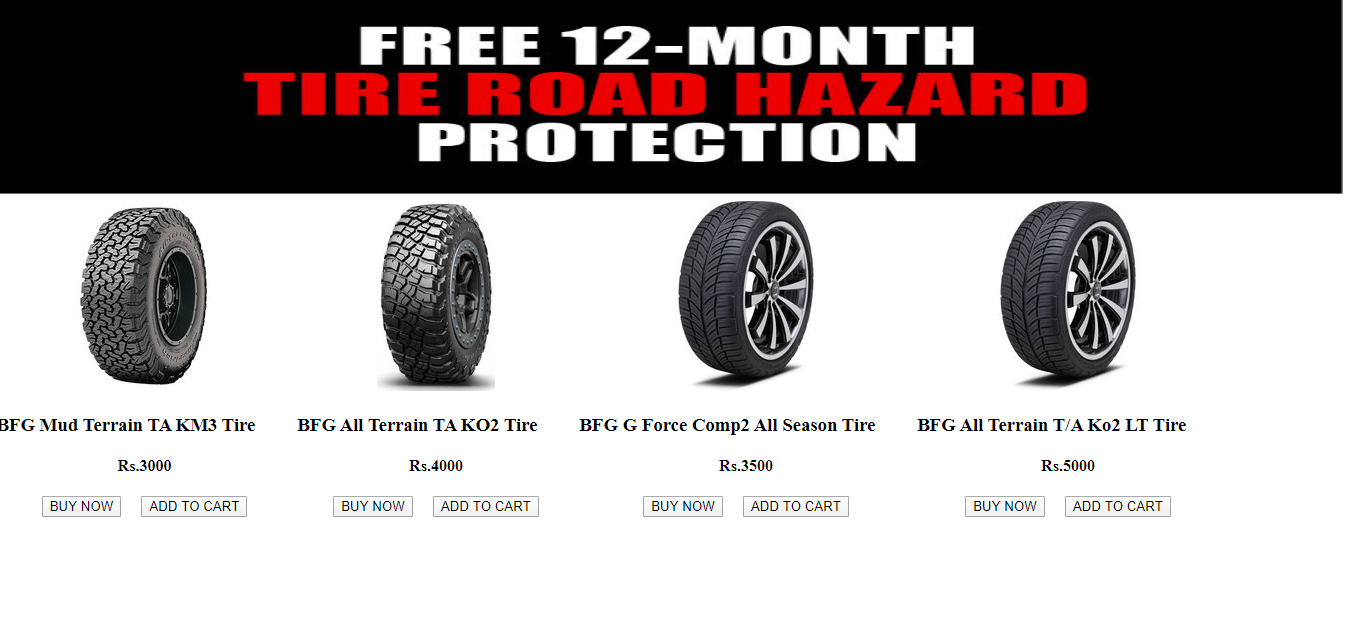 FREE 12-MONTH
TIRE ROAD HAZARD
PROTECTION
BFG Mud Terrain TA KM3 Tire
Rs.3000
BUY NOW ADD TO CART
BFG All Terrain TA KO2 Tire
Rs.4000
BUY NOW ADD TO CART
BFG G Force Comp2 All Season Tire
Rs.3500
BUY NOW ADD TO CART
BFG All Terrain T/A Ko2 LT Tire
Rs.5000
BUY NOW ADD TO CART